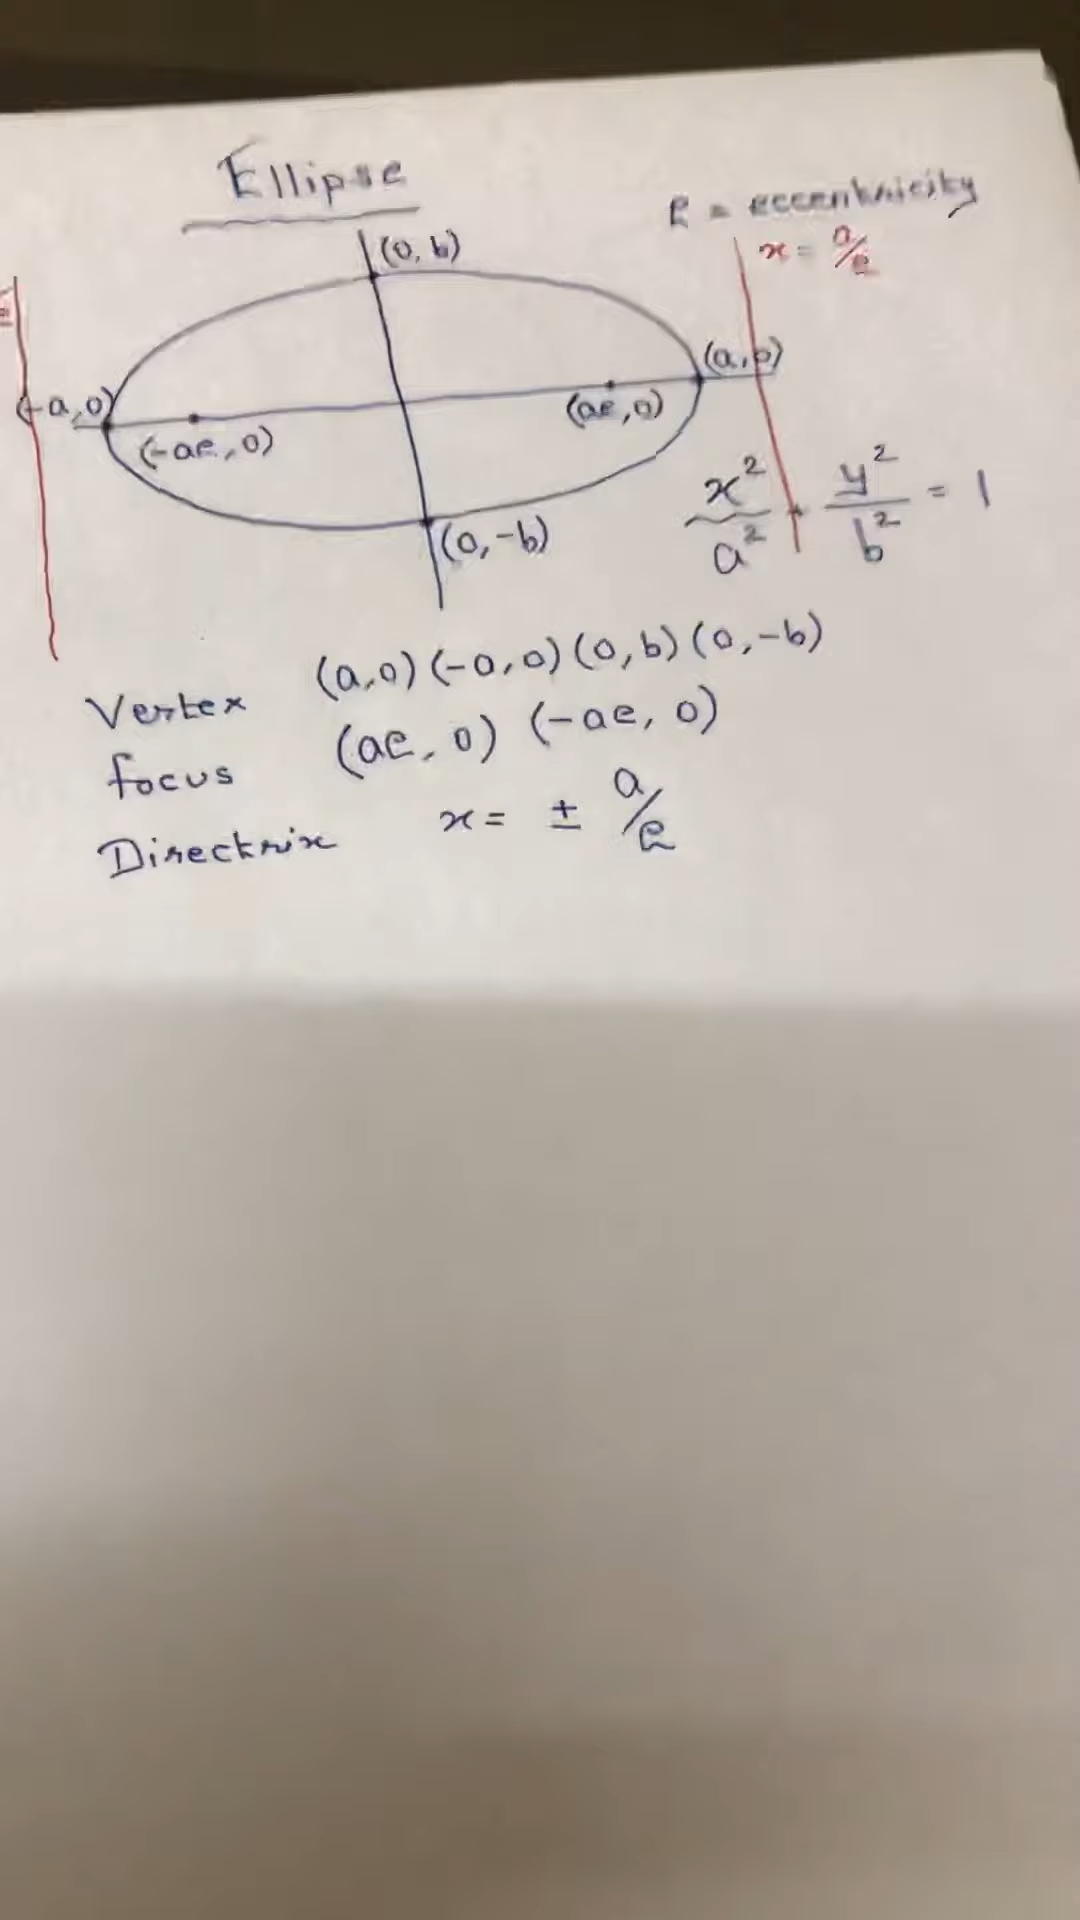 Ellipse
e = eccentricity
x = a/e
(0, b)
(a, 0)
(-a, 0)
(ae, 0)
(-ae, 0)
x²/a² + y²/b² = 1
(0, -b)
Vertex (a, 0) (-a, 0) (0, b) (0, -b)
focus (ae, 0) (-ae, 0)
Directrix x = ± a/e